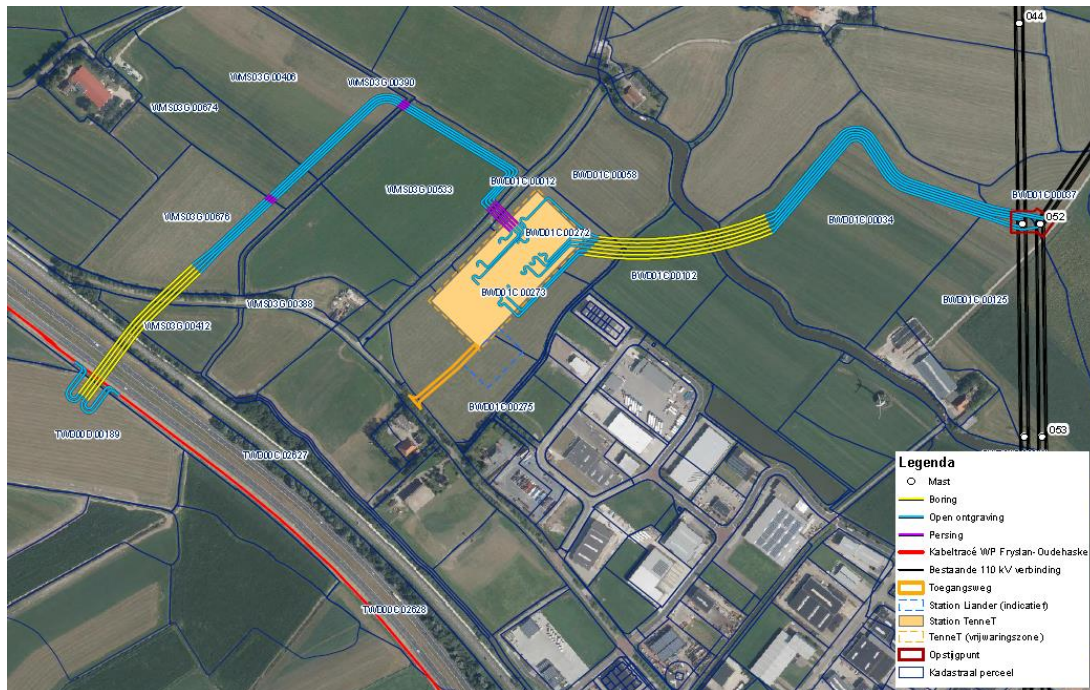 044
WMS03G 00406
WMS03G 00390
WMS03G 00674
BWD01C 00012
BWD01C 00058
WMS03G 00533
BWD01C 00037
WMS03G 00676
052
BWD01C 00034
BWD01C 00272
BWD01C 00102
BWD01C 00273
WMS03G 00388
BWD01C 00125
WMS03G 00412
BWD01C 00275
TWD00D 00189
053
TWD00C 02627
TWD00C 02628
Legenda
Mast
Boring
Open ontgraving
Persing
Kabeltracé WP Fryslan-Oudehaske
Bestaande 110 kV verbinding
Toegangsweg
Station Liander (indicatief)
Station TenneT
TenneT (vrijwaringszone)
Opstijgpunt
Kadastraal perceel